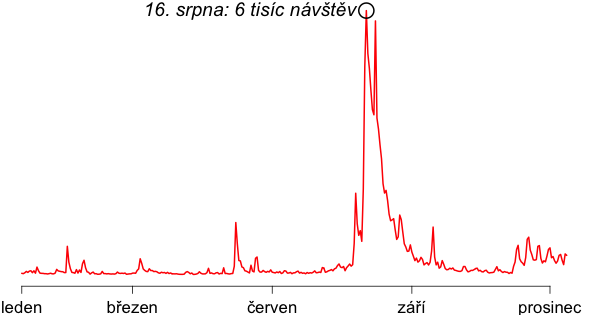 16. srpna: 6 tisíc návštěv
leden březen červen září prosinec